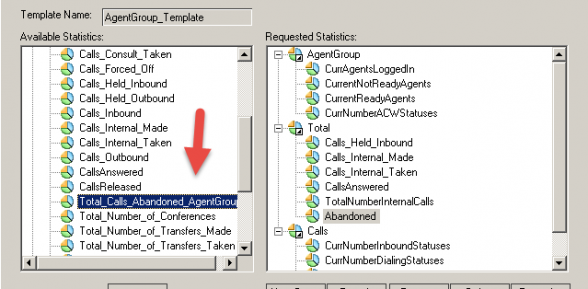 Template Name: AgentGroup_Template
Available Statistics:
Calls_Consult_Taken
Calls_Forced_Off
Calls_Held_Inbound
Calls_Held_Outbound
Calls_Inbound
Calls_Internal_Made
Calls_Internal_Taken
Calls_Outbound
CallsAnswered
CallsReleased
Total_Calls_Abandoned_AgentGrou
Total_Number_of_Conferences
Total_Number_of_Transfers_Made
Total_Number_of_Transfers_Taken
Requested Statistics:
AgentGroup
CurrAgentsLoggedIn
CurrentNotReadyAgents
CurrentReadyAgents
CurrNumberACWStatuses
Total
Calls_Held_Inbound
Calls_Internal_Made
Calls_Internal_Taken
CallsAnswered
TotalNumberInternalCalls
Abandoned
Calls
CurrNumberInboundStatuses
CurrNumberDialingStatuses